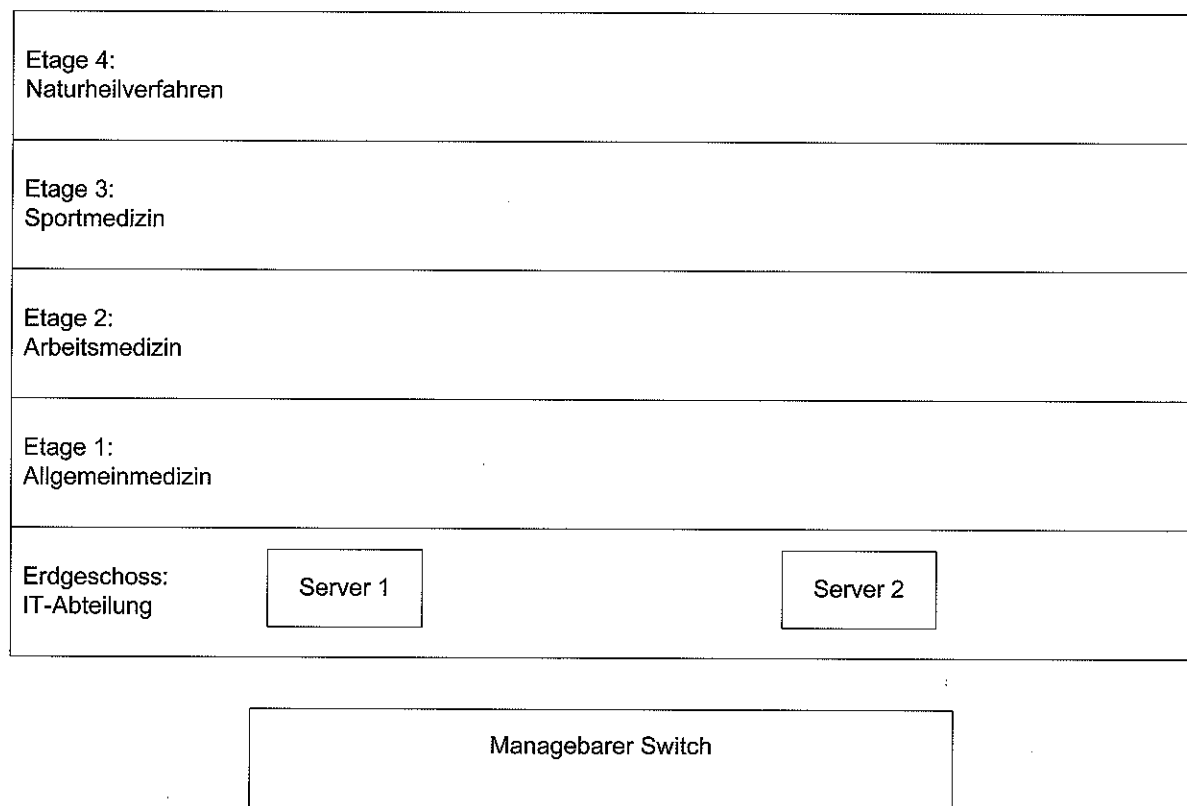 Etage 4:
Naturheilverfahren
Etage 3:
Sportmedizin
Etage 2:
Arbeitsmedizin
Etage 1:
Allgemeinmedizin
Erdgeschoss:
IT-Abteilung
Server 1
Server 2
Managebarer Switch